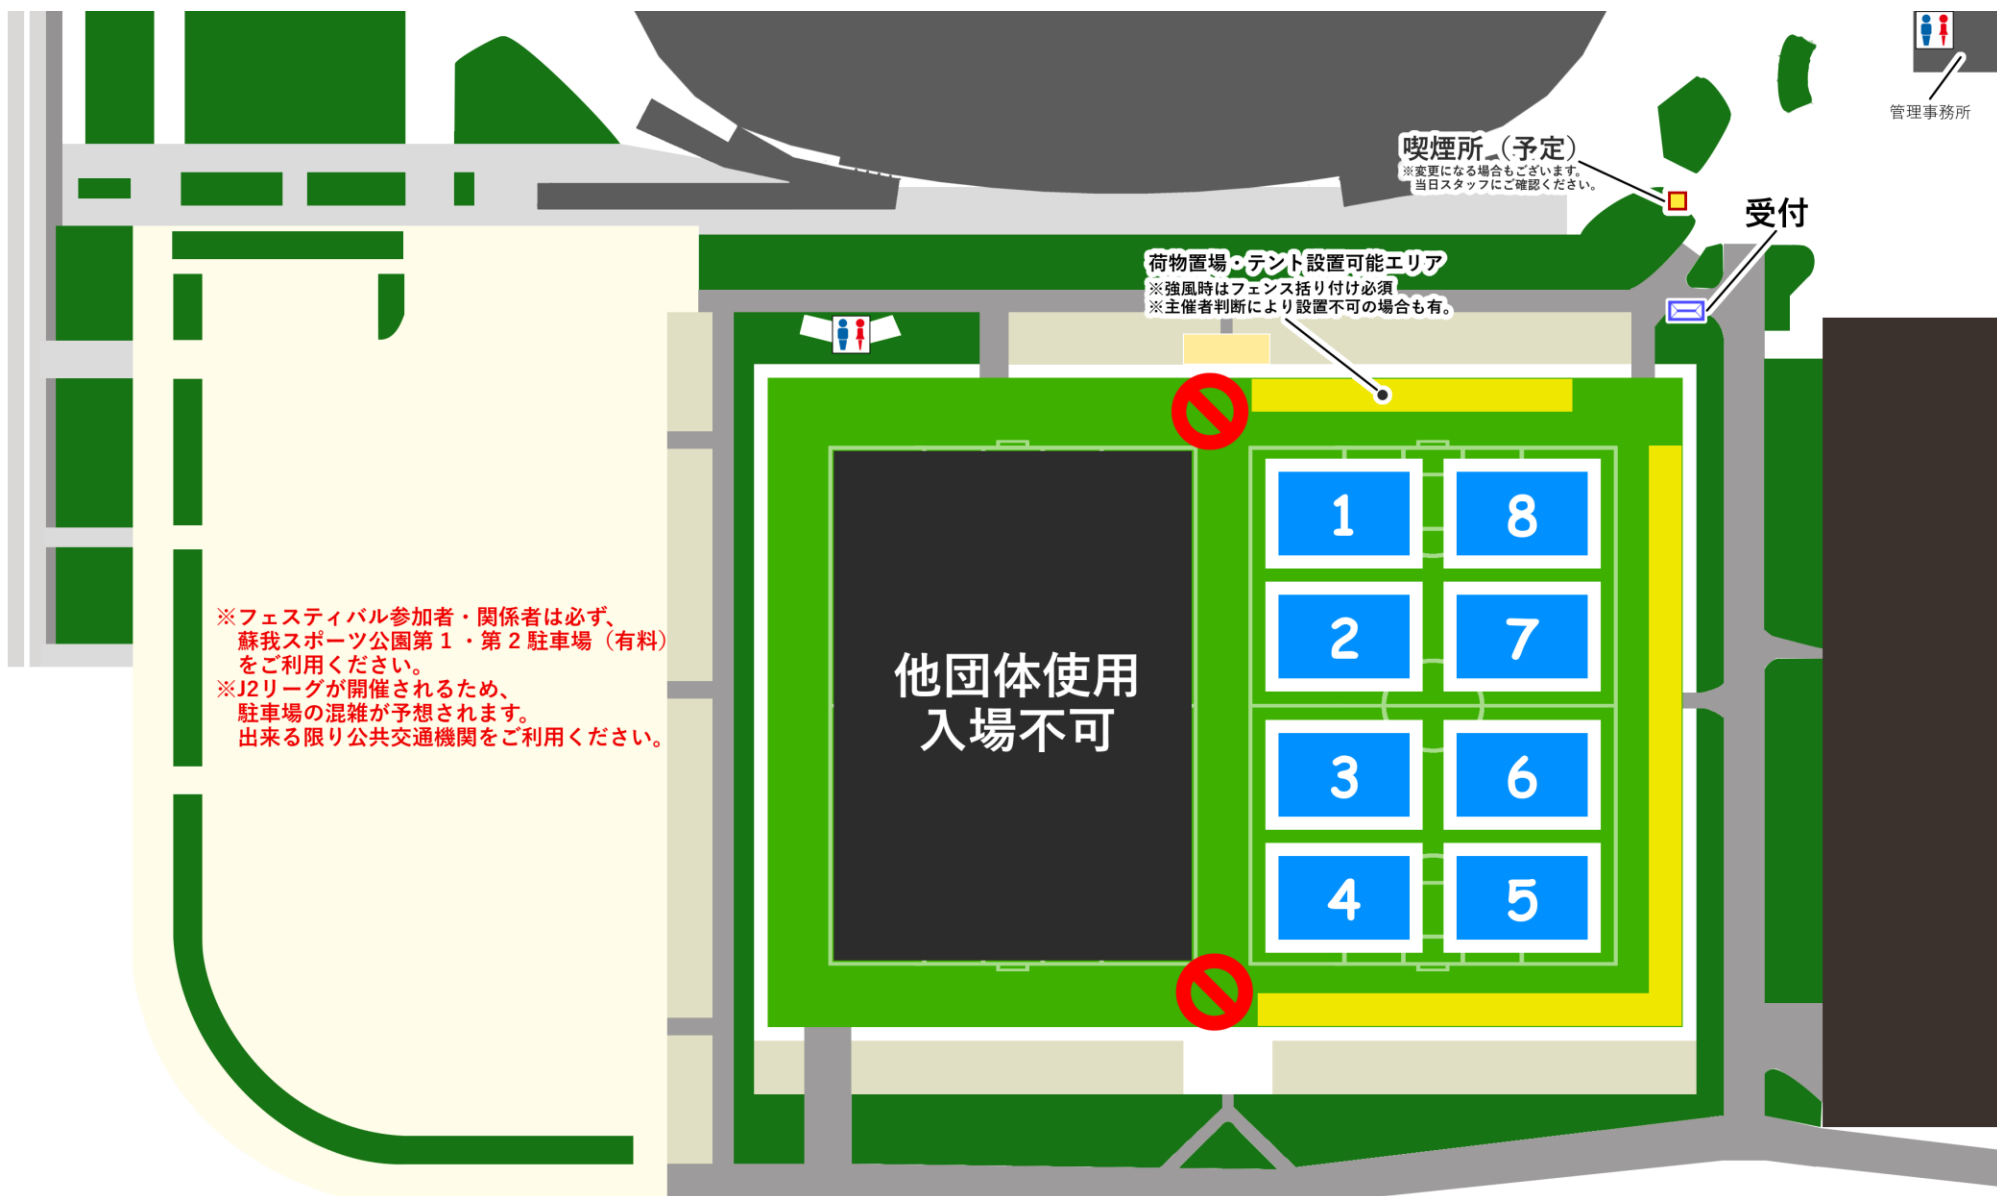 管理事務所
喫煙所（予定）
※変更になる場合もございます。
当日スタッフにご確認ください。
受付
荷物置場・テント設置可能エリア
※強風時はフェンス括り付け必須
※主催者判断により設置不可の場合も有。
1
8
2
7
3
6
4
5
他団体使用
入場不可
※フェスティバル参加者・関係者は必ず、
蘇我スポーツ公園第１・第２駐車場（有料）
をご利用ください。
※J2リーグが開催されるため、
駐車場の混雑が予想されます。
出来る限り公共交通機関をご利用ください。